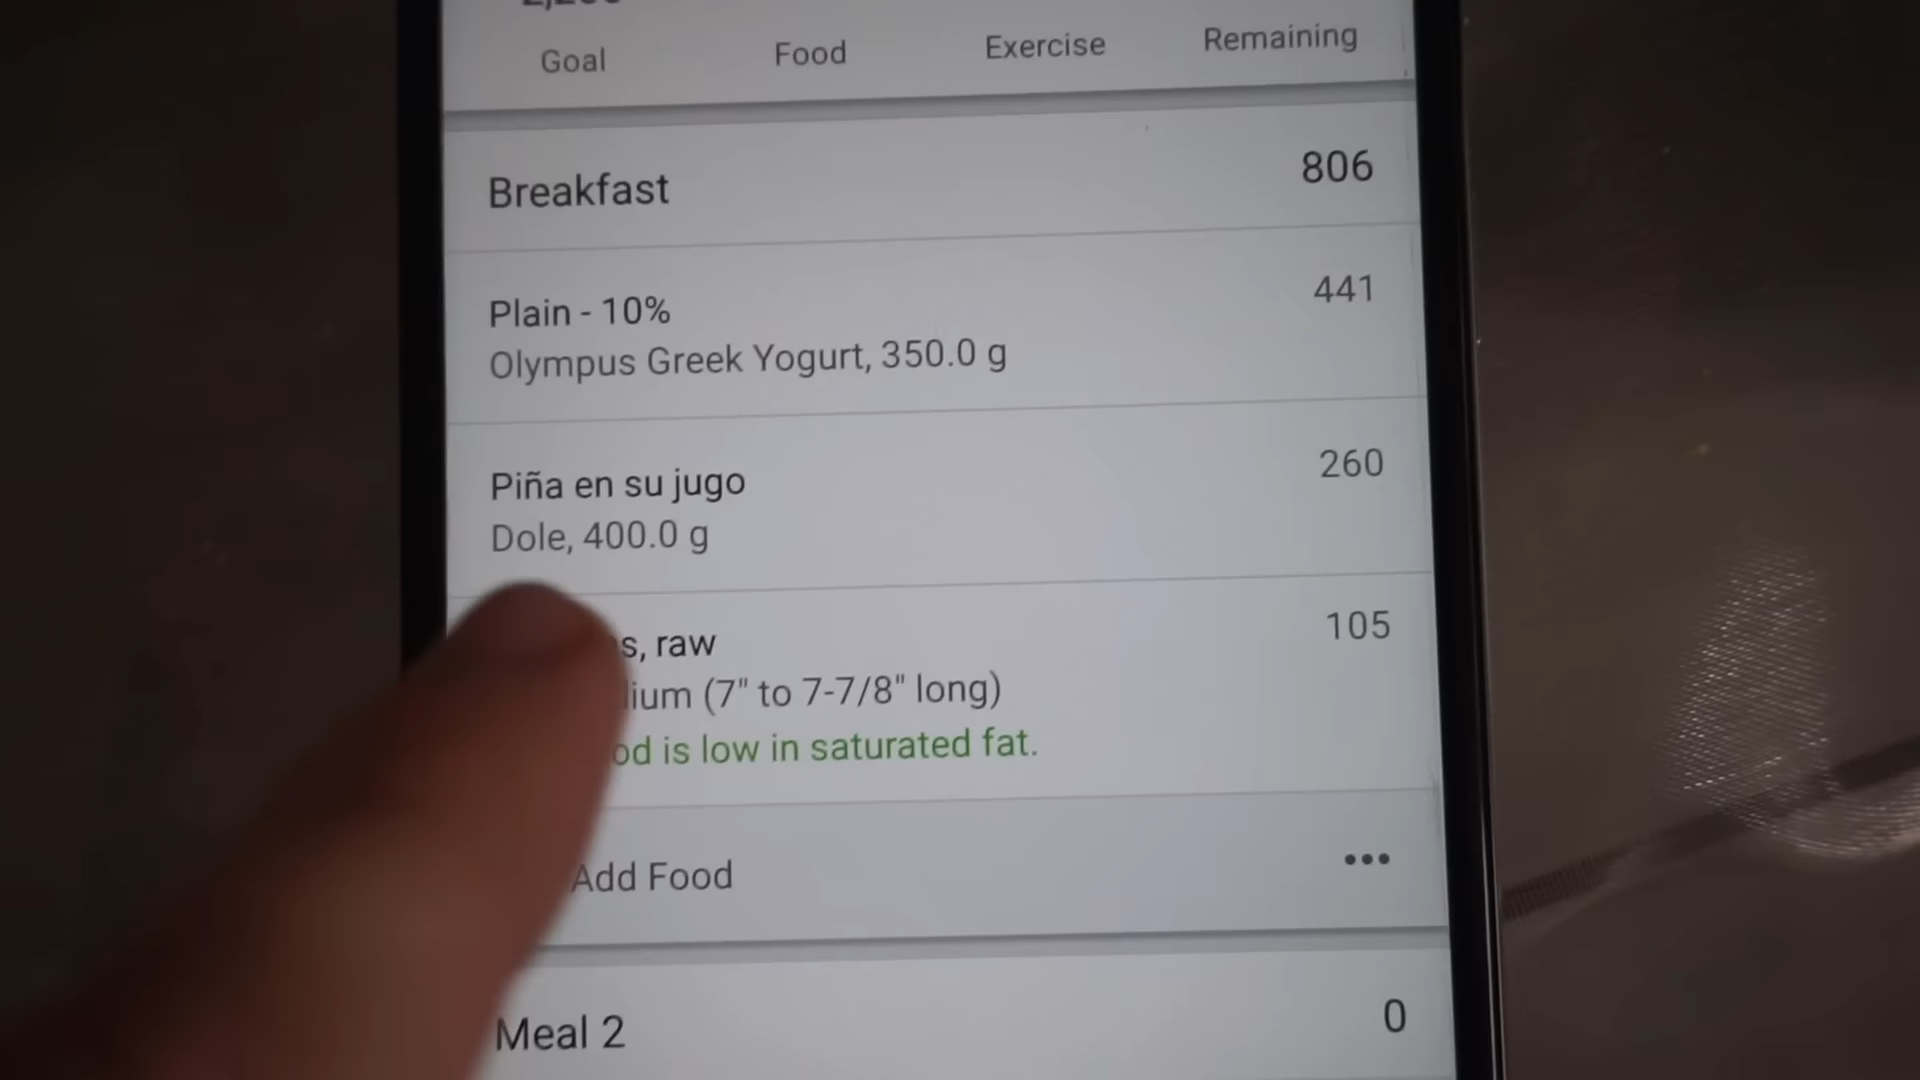 Goal Food Exercise Remaining
Breakfast 806
Plain - 10% 441
Olympus Greek Yogurt, 350.0 g
Piña en su jugo 260
Dole, 400.0 g
raw 105
(7" to 7-7/8" long)
is low in saturated fat.
Add Food
Meal 2 0